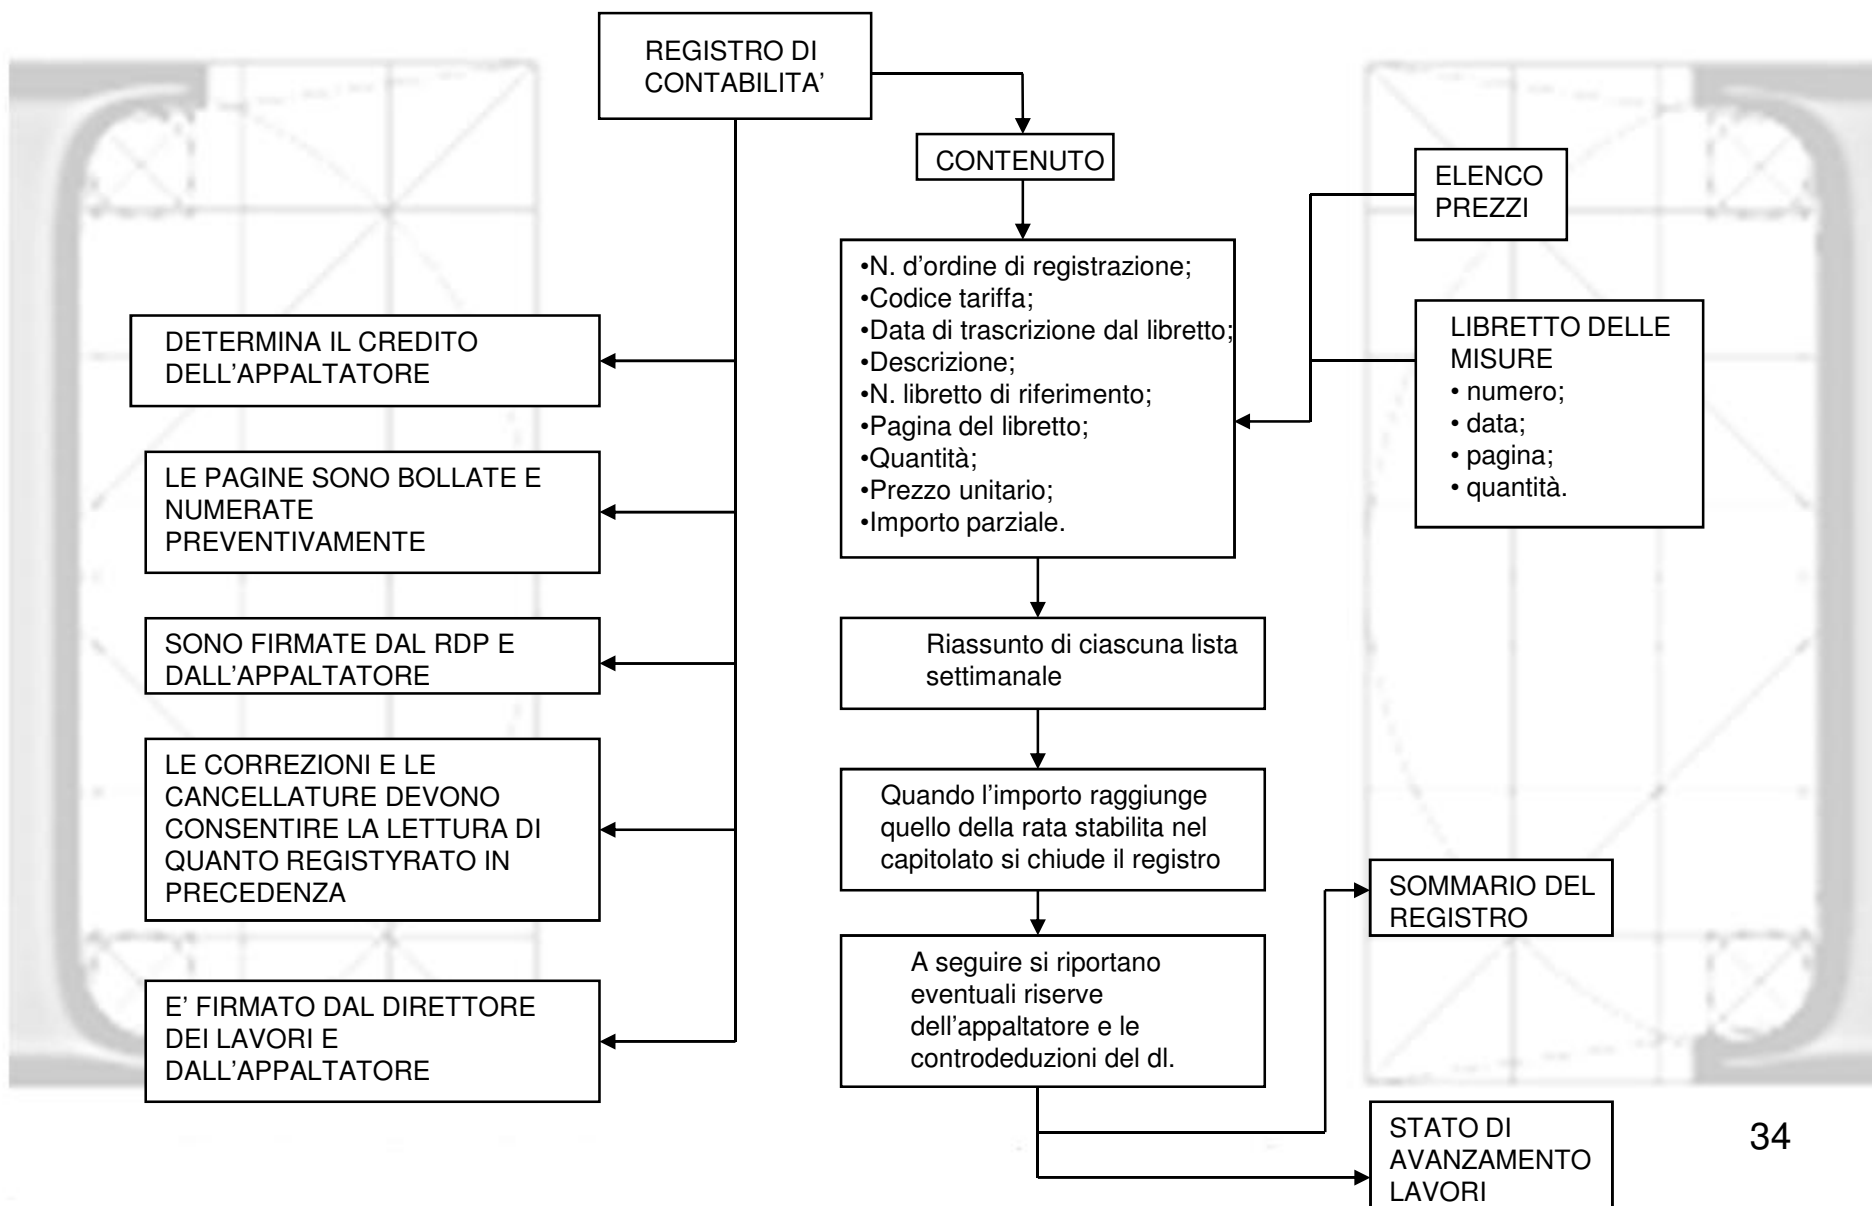 REGISTRO DI
CONTABILITA’
CONTENUTO
ELENCO
PREZZI
•N. d’ordine di registrazione;
•Codice tariffa;
•Data di trascrizione dal libretto;
•Descrizione;
•N. libretto di riferimento;
•Pagina del libretto;
•Quantità;
•Prezzo unitario;
•Importo parziale.
LIBRETTO DELLE
MISURE
• numero;
• data;
• pagina;
• quantità.
DETERMINA IL CREDITO
DELL’APPALTATORE
LE PAGINE SONO BOLLATE E
NUMERATE
PREVENTIVAMENTE
SONO FIRMATE DAL RDP E
DALL’APPALTATORE
LE CORREZIONI E LE
CANCELLATURE DEVONO
CONSENTIRE LA LETTURA DI
QUANTO REGISTYRATO IN
PRECEDENZA
E’ FIRMATO DAL DIRETTORE
DEI LAVORI E
DALL’APPALTATORE
Riassunto di ciascuna lista
settimanale
Quando l’importo raggiunge
quello della rata stabilita nel
capitolato si chiude il registro
A seguire si riportano
eventuali riserve
dell’appaltatore e le
controdeduzioni del dl.
SOMMARIO DEL
REGISTRO
STATO DI
AVANZAMENTO
LAVORI
34